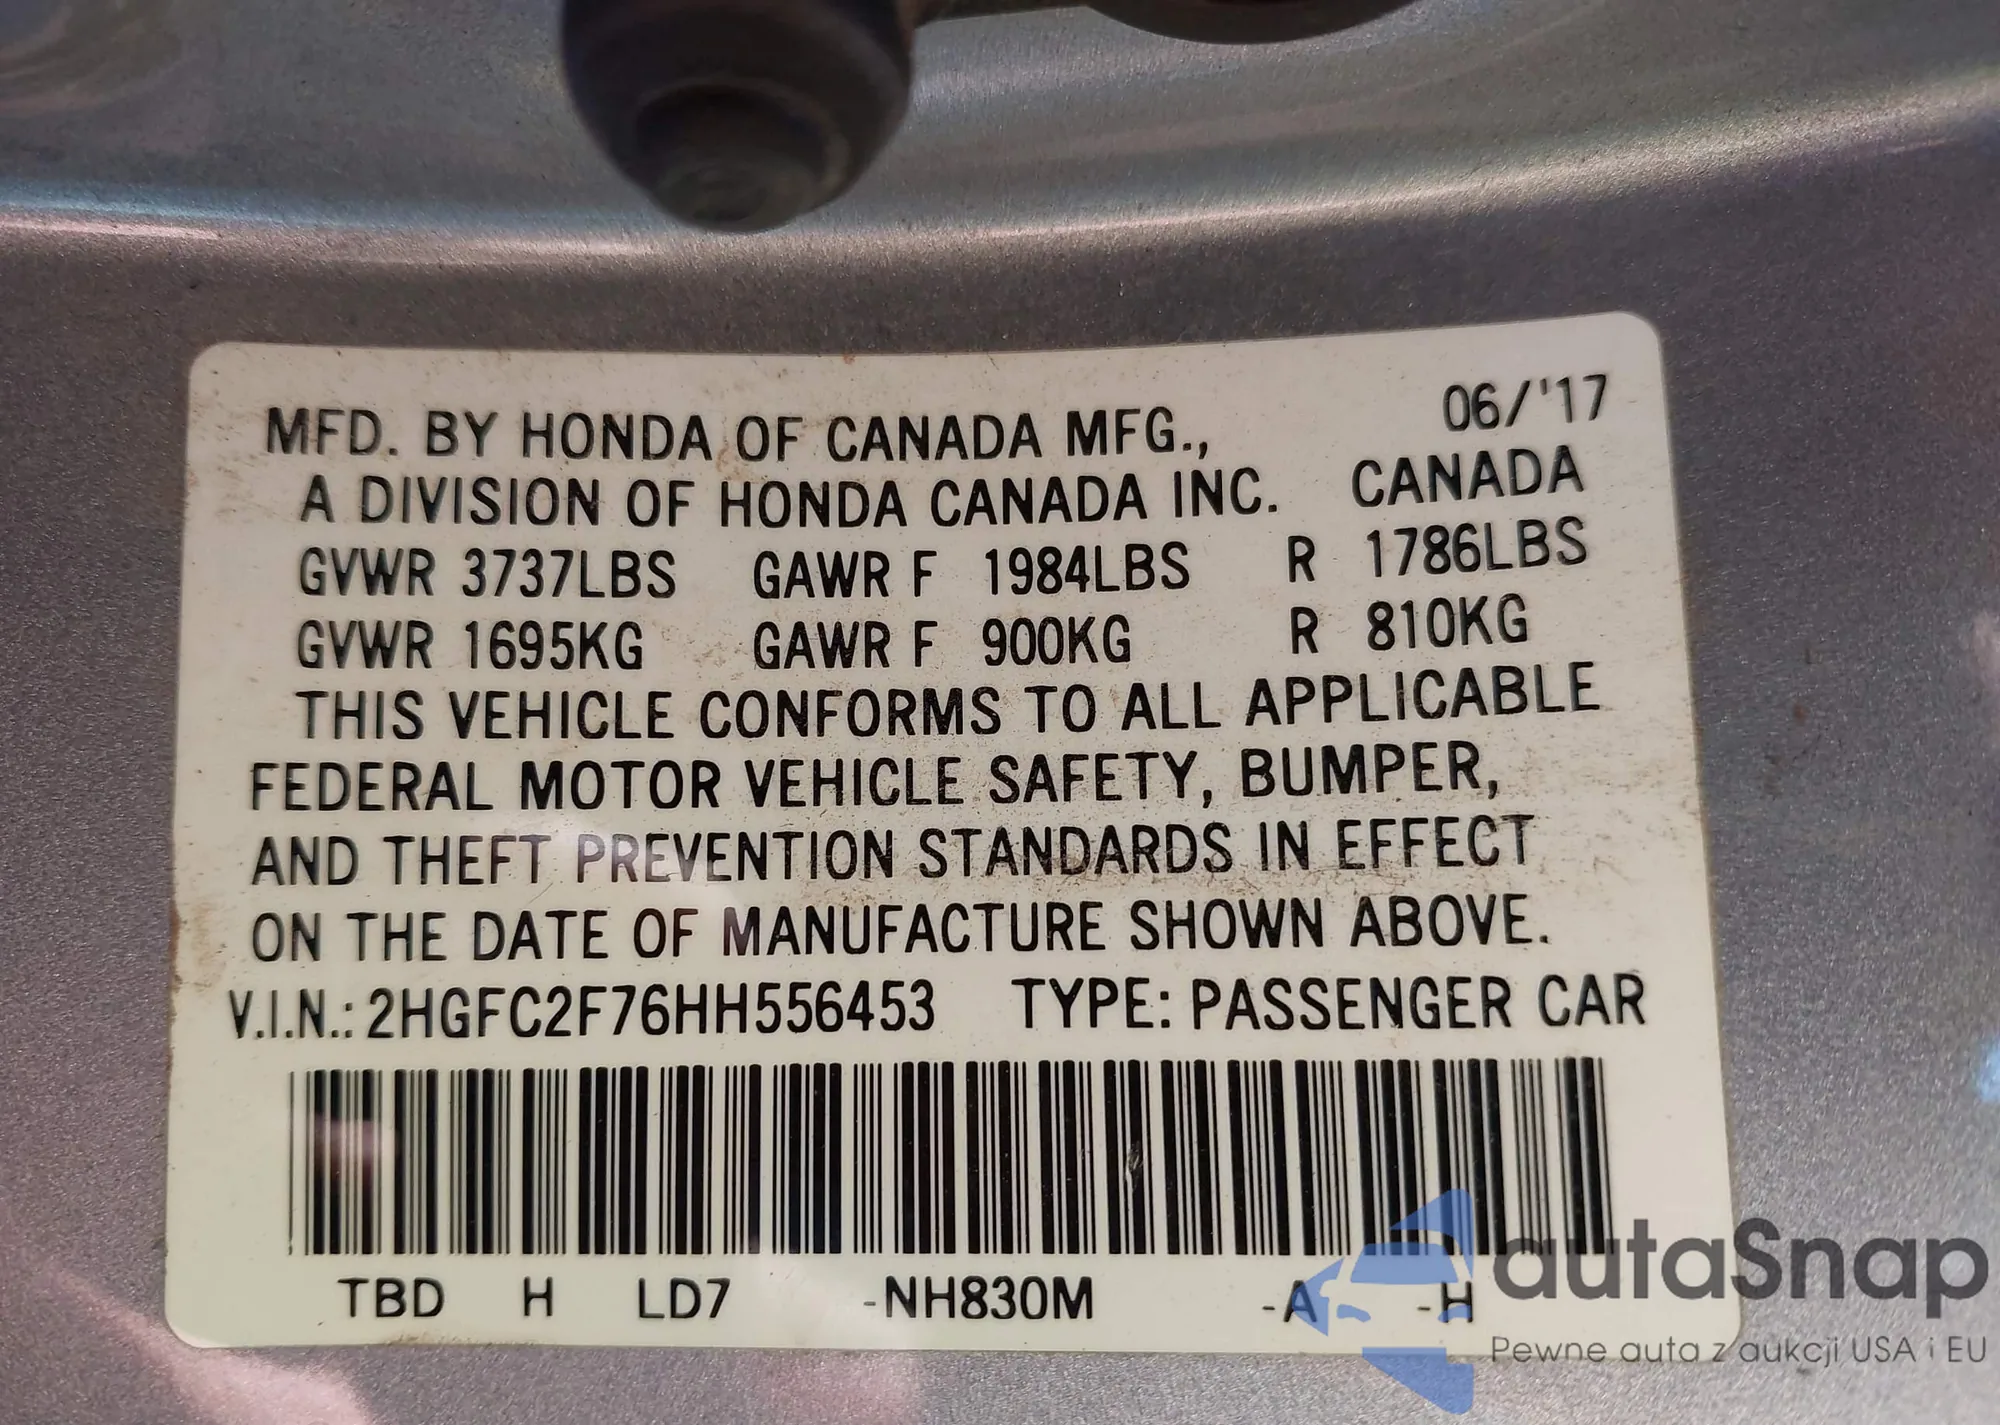 MFD. BY HONDA OF CANADA MFG., 06/'17
A DIVISION OF HONDA CANADA INC. CANADA
GVWR 3737LBS GAWR F 1984LBS R 1786LBS
GVWR 1695KG GAWR F 900KG R 810KG
THIS VEHICLE CONFORMS TO ALL APPLICABLE
FEDERAL MOTOR VEHICLE SAFETY, BUMPER,
AND THEFT PREVENTION STANDARDS IN EFFECT
ON THE DATE OF MANUFACTURE SHOWN ABOVE.
V.I.N.: 2HGFC2F76HH556453 TYPE: PASSENGER CAR
TBD H LD7 -NH830M -A -H
autaSnap
Pewne auta z aukcji USA i EU